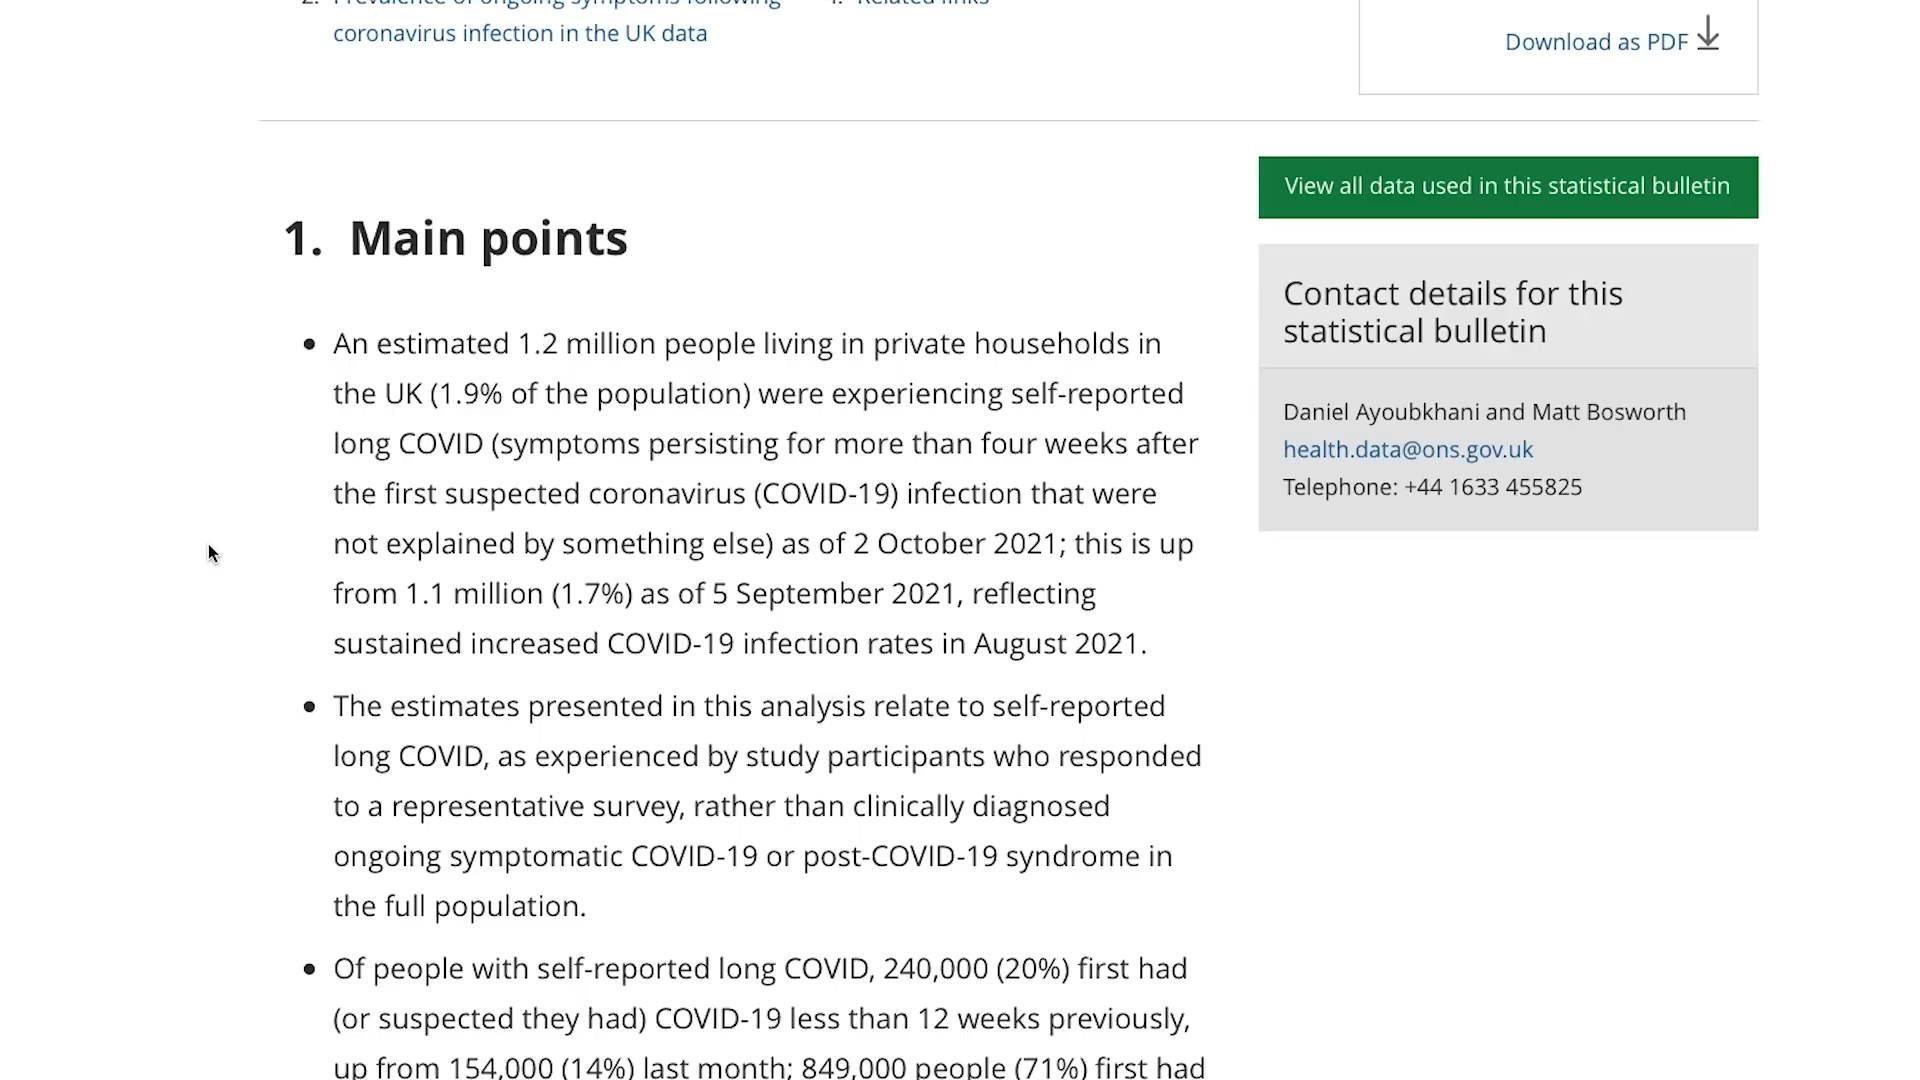 2. Prevalence of ongoing symptoms following
coronavirus infection in the UK data
4. Related links
Download as PDF
View all data used in this statistical bulletin
1. Main points
Contact details for this
statistical bulletin
Daniel Ayoubkhani and Matt Bosworth
health.data@ons.gov.uk
Telephone: +44 1633 455825
An estimated 1.2 million people living in private households in
the UK (1.9% of the population) were experiencing self-reported
long COVID (symptoms persisting for more than four weeks after
the first suspected coronavirus (COVID-19) infection that were
not explained by something else) as of 2 October 2021; this is up
from 1.1 million (1.7%) as of 5 September 2021, reflecting
sustained increased COVID-19 infection rates in August 2021.
The estimates presented in this analysis relate to self-reported
long COVID, as experienced by study participants who responded
to a representative survey, rather than clinically diagnosed
ongoing symptomatic COVID-19 or post-COVID-19 syndrome in
the full population.
Of people with self-reported long COVID, 240,000 (20%) first had
(or suspected they had) COVID-19 less than 12 weeks previously,
up from 154,000 (14%) last month; 849,000 people (71%) first had